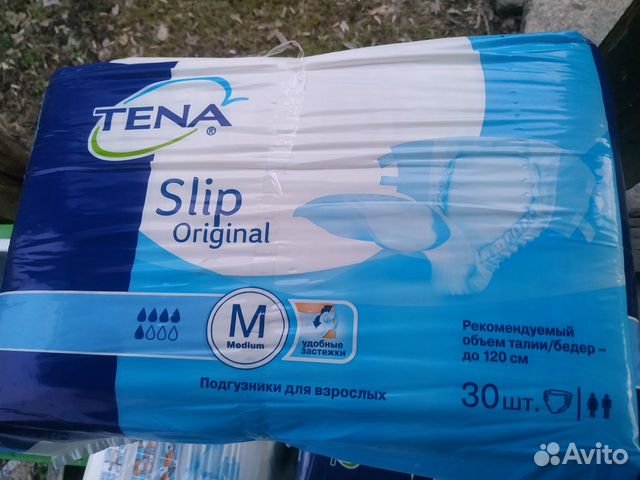 TENA
®
Slip
Original
M
Medium
удобные
застежки
Рекомендуемый
объем талии/бедер –
до 120 см
Подгузники для взрослых
30 шт.
Avito